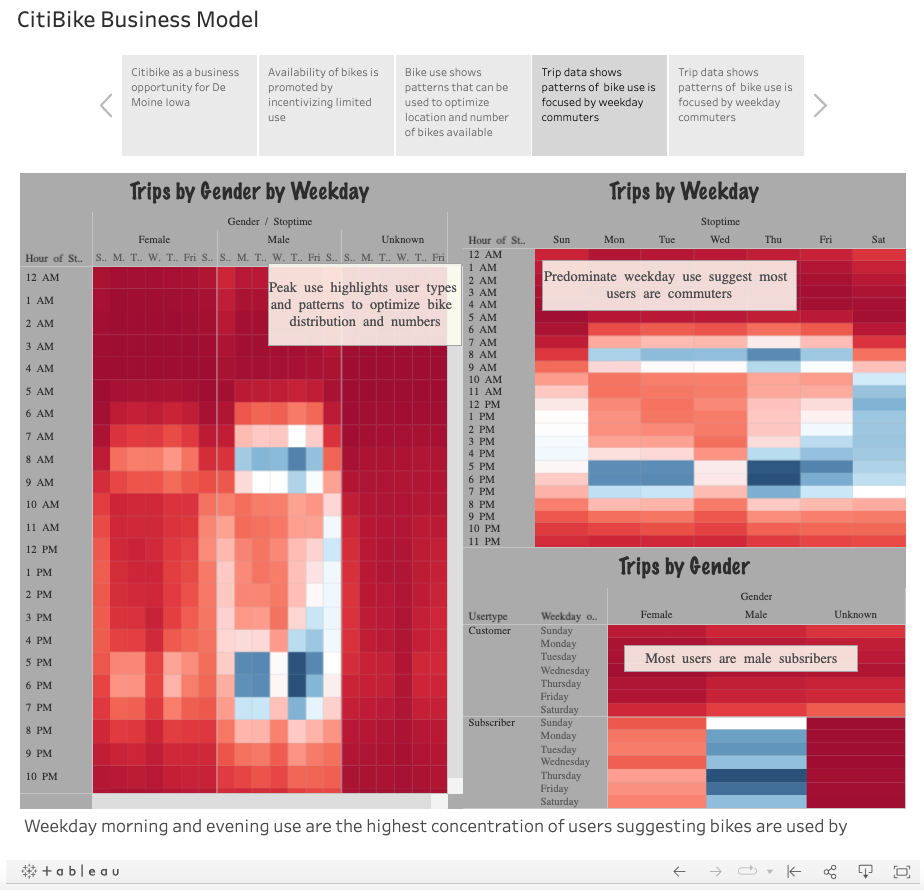 CitiBike Business Model
Citibike as a business
opportunity for De
Moine Iowa
Availability of bikes is
promoted by
incentivizing limited
use
Bike use shows
patterns that can be
used to optimize
location and number
of bikes available
Trip data shows
patterns of bike use is
focused by weekday
commuters
Trip data shows
patterns of bike use is
focused by weekday
commuters
Trips by Gender by Weekday
Gender / Stoptime
Female Male Unknown
Hour of St.. S.. M. T.. W. T.. Fri S.. S.. M. T.. W. T.. Fri S.. S.. M. T.. W. T.. Fri
12 AM
1 AM
2 AM
3 AM
4 AM
5 AM
6 AM
7 AM
8 AM
9 AM
10 AM
11 AM
12 PM
1 PM
2 PM
3 PM
4 PM
5 PM
6 PM
7 PM
8 PM
9 PM
10 PM
Peak use highlights user types
and patterns to optimize bike
distribution and numbers
Trips by Weekday
Stoptime
Hour of St.. Sun Mon Tue Wed Thu Fri Sat
12 AM
1 AM
2 AM
3 AM
4 AM
5 AM
6 AM
7 AM
8 AM
9 AM
10 AM
11 AM
12 PM
1 PM
2 PM
3 PM
4 PM
5 PM
6 PM
7 PM
8 PM
9 PM
10 PM
11 PM
Predominate weekday use suggest most
users are commuters
Trips by Gender
Gender
Usertype Weekday o.. Female Male Unknown
Customer Sunday
Monday
Tuesday
Wednesday
Thursday
Friday
Saturday
Subscriber Sunday
Monday
Tuesday
Wednesday
Thursday
Friday
Saturday
Most users are male subsribers
Weekday morning and evening use are the highest concentration of users suggesting bikes are used by
+ a b l e a u